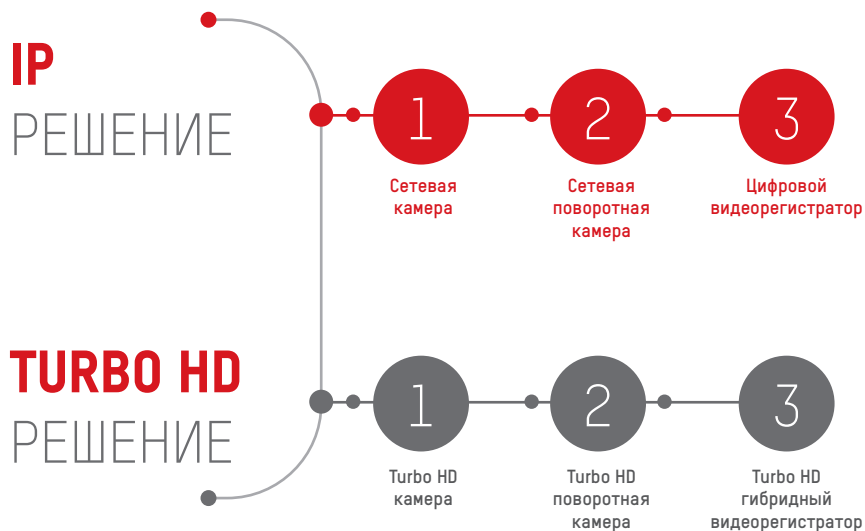 IP
РЕШЕНИЕ
1
2
3
Сетевая
камера
Сетевая
поворотная
камера
Цифровой
видеорегистратор
TURBO HD
РЕШЕНИЕ
1
2
3
Turbo HD
камера
Turbo HD
поворотная
камера
Turbo HD
гибридный
видеорегистратор